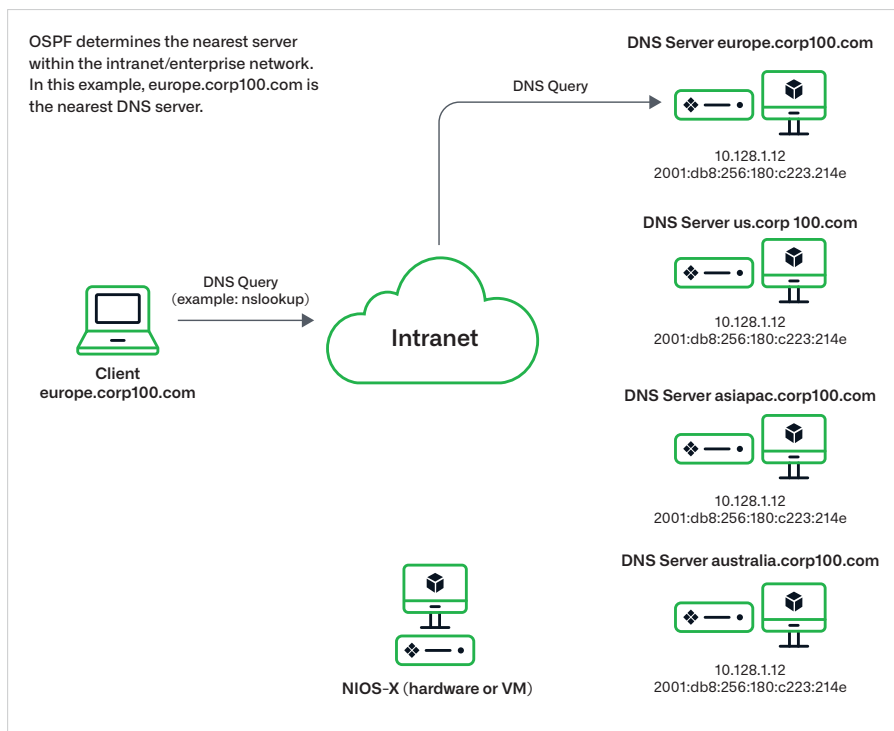 OSPF determines the nearest server
within the intranet/enterprise network.
In this example, europe.corp100.com is
the nearest DNS server.
DNS Server europe.corp100.com
DNS Query
10.128.1.12
2001:db8:256:180:c223.214e
DNS Server us.corp 100.com
10.128.1.12
2001:db8:256:180:c223:214e
DNS Query
(example: nslookup)
Intranet
Client
europe.corp100.com
DNS Server asiapac.corp100.com
10.128.1.12
2001:db8:256:180:c223:214e
DNS Server australia.corp100.com
10.128.1.12
2001:db8:256:180:c223:214e
NIOS-X (hardware or VM)